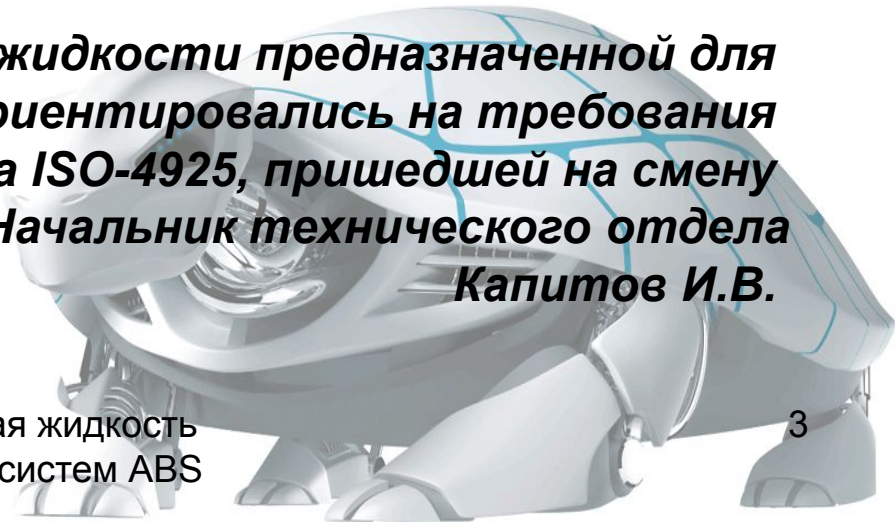 жидкости предназначенной для
риентировались на требования
а ISO-4925, пришедшей на смену
Начальник технического отдела
Капитов И.В.
ая жидкость
3
систем ABS